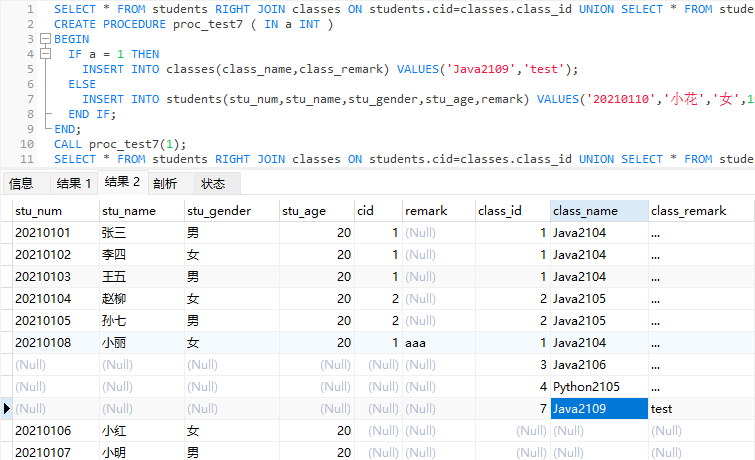 1 SELECT * FROM students RIGHT JOIN classes ON students.cid=classes.class_id UNION SELECT * FROM stude
2 CREATE PROCEDURE proc_test7 ( IN a INT )
3 BEGIN
4 IF a = 1 THEN
5 INSERT INTO classes(class_name,class_remark) VALUES('Java2109','test');
6 ELSE
7 INSERT INTO students(stu_num,stu_name,stu_gender,stu_age,remark) VALUES('20210110','小花','女',1
8 END IF;
9 END;
10 CALL proc_test7(1);
11 SELECT * FROM students RIGHT JOIN classes ON students.cid=classes.class_id UNION SELECT * FROM stude
信息 结果 1 结果 2 剖析 状态
stu_num stu_name stu_gender stu_age cid remark class_id class_name class_remark
20210101 张三 男 20 1 (Null) 1 Java2104 ...
20210102 李四 女 20 1 (Null) 1 Java2104 ...
20210103 王五 男 20 1 (Null) 1 Java2104 ...
20210104 赵柳 女 20 2 (Null) 2 Java2105 ...
20210105 孙七 男 20 2 (Null) 2 Java2105 ...
20210108 小丽 女 20 1 aaa 1 Java2104 ...
(Null) (Null) (Null) (Null) (Null) (Null) 3 Java2106 ...
(Null) (Null) (Null) (Null) (Null) (Null) 4 Python2105 ...
(Null) (Null) (Null) (Null) (Null) (Null) 7 Java2109 test
20210106 小红 女 20 (Null) (Null) (Null) (Null) (Null)
20210107 小明 男 20 (Null) (Null) (Null) (Null) (Null)